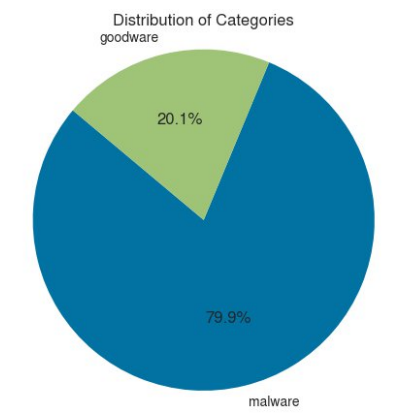 Distribution of Categories
goodware
20.1%
79.9%
malware